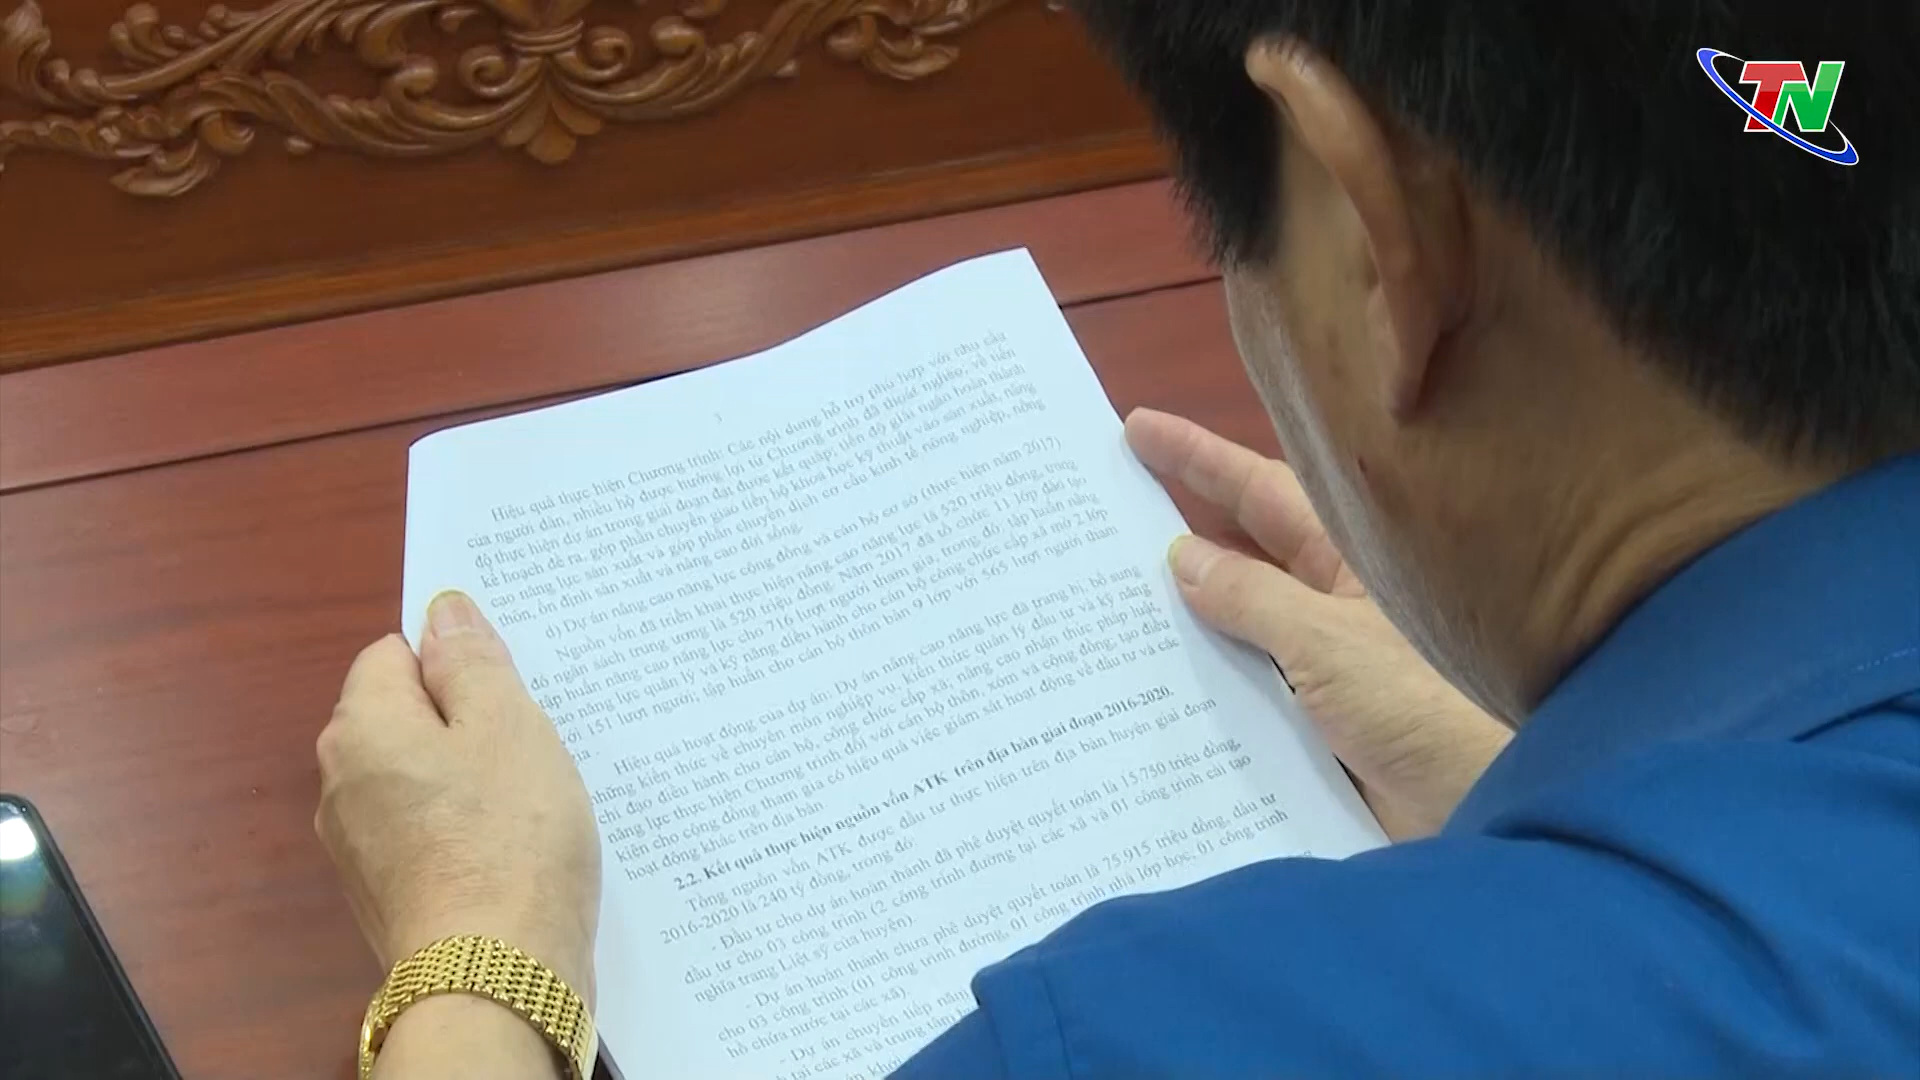 TN
3
Hiệu quả thực hiện Chương trình: Các nội dung hỗ trợ phù hợp với nhu cầu
của người dân, nhiều hộ được hưởng lợi từ Chương trình đã thoát nghèo, về tiến
độ thực hiện dự án trong giai đoạn đạt được kết quả; tiến độ giải ngân hoàn thành
kế hoạch đề ra, góp phần chuyển giao tiến bộ khoa học kỹ thuật vào sản xuất, nâng
cao năng lực sản xuất và góp phần chuyển dịch cơ cấu kinh tế nông nghiệp, nông
thôn, ổn định sản xuất và nâng cao đời sống.
d) Dự án nâng cao năng lực cộng đồng và cán bộ cơ sở (thực hiện năm 2017)
Nguồn vốn đã triển khai thực hiện nâng cao năng lực là 520 triệu đồng, trong
đó ngân sách trung ương là 520 triệu đồng. Năm 2017 đã tổ chức 11 lớp đào tạo
tập huấn nâng cao năng lực cho 716 lượt người tham gia, trong đó: tập huấn nâng
cao năng lực quản lý và kỹ năng điều hành cho cán bộ công chức cấp xã mở 2 lớp
với 151 lượt người; tập huấn cho cán bộ thôn bản 9 lớp với 565 lượt người tham
gia .
Hiệu quả hoạt động của dự án: Dự án nâng cao năng lực đã trang bị, bổ sung
những kiến thức về chuyên môn nghiệp vụ, kiến thức quản lý đầu tư và kỹ năng
chỉ đạo điều hành cho cán bộ, công chức cấp xã; nâng cao nhận thức pháp luật,
năng lực thực hiện Chương trình đối với cán bộ thôn, xóm và cộng đồng, tạo điều
kiện cho cộng đồng tham gia có hiệu quả việc giám sát hoạt động về đầu tư và các
hoạt động khác trên địa bàn.
2.2. Kết quả thực hiện nguồn vốn ATK trên địa bàn giai đoạn 2016-2020.
Tổng nguồn vốn ATK được đầu tư thực hiện trên địa bàn huyện giai đoạn
2016-2020 là 240 tỷ đồng, trong đó:
- Đầu tư cho dự án hoàn thành đã phê duyệt quyết toán là 15.750 triệu đồng,
đầu tư cho 03 công trình (2 công trình đường tại các xã và 01 công trình cải tạo
nghĩa trang Liệt sỹ của huyện).
- Dự án hoàn thành chưa phê duyệt quyết toán là 75.915 triệu đồng, đầu tư
cho 03 công trình (01 công trình đường, 01 công trình nhà lớp học, 01 công trình
hồ chứa nước tại các xã).
- Dự án chuyển tiếp năm
tại các xã và trung tâm